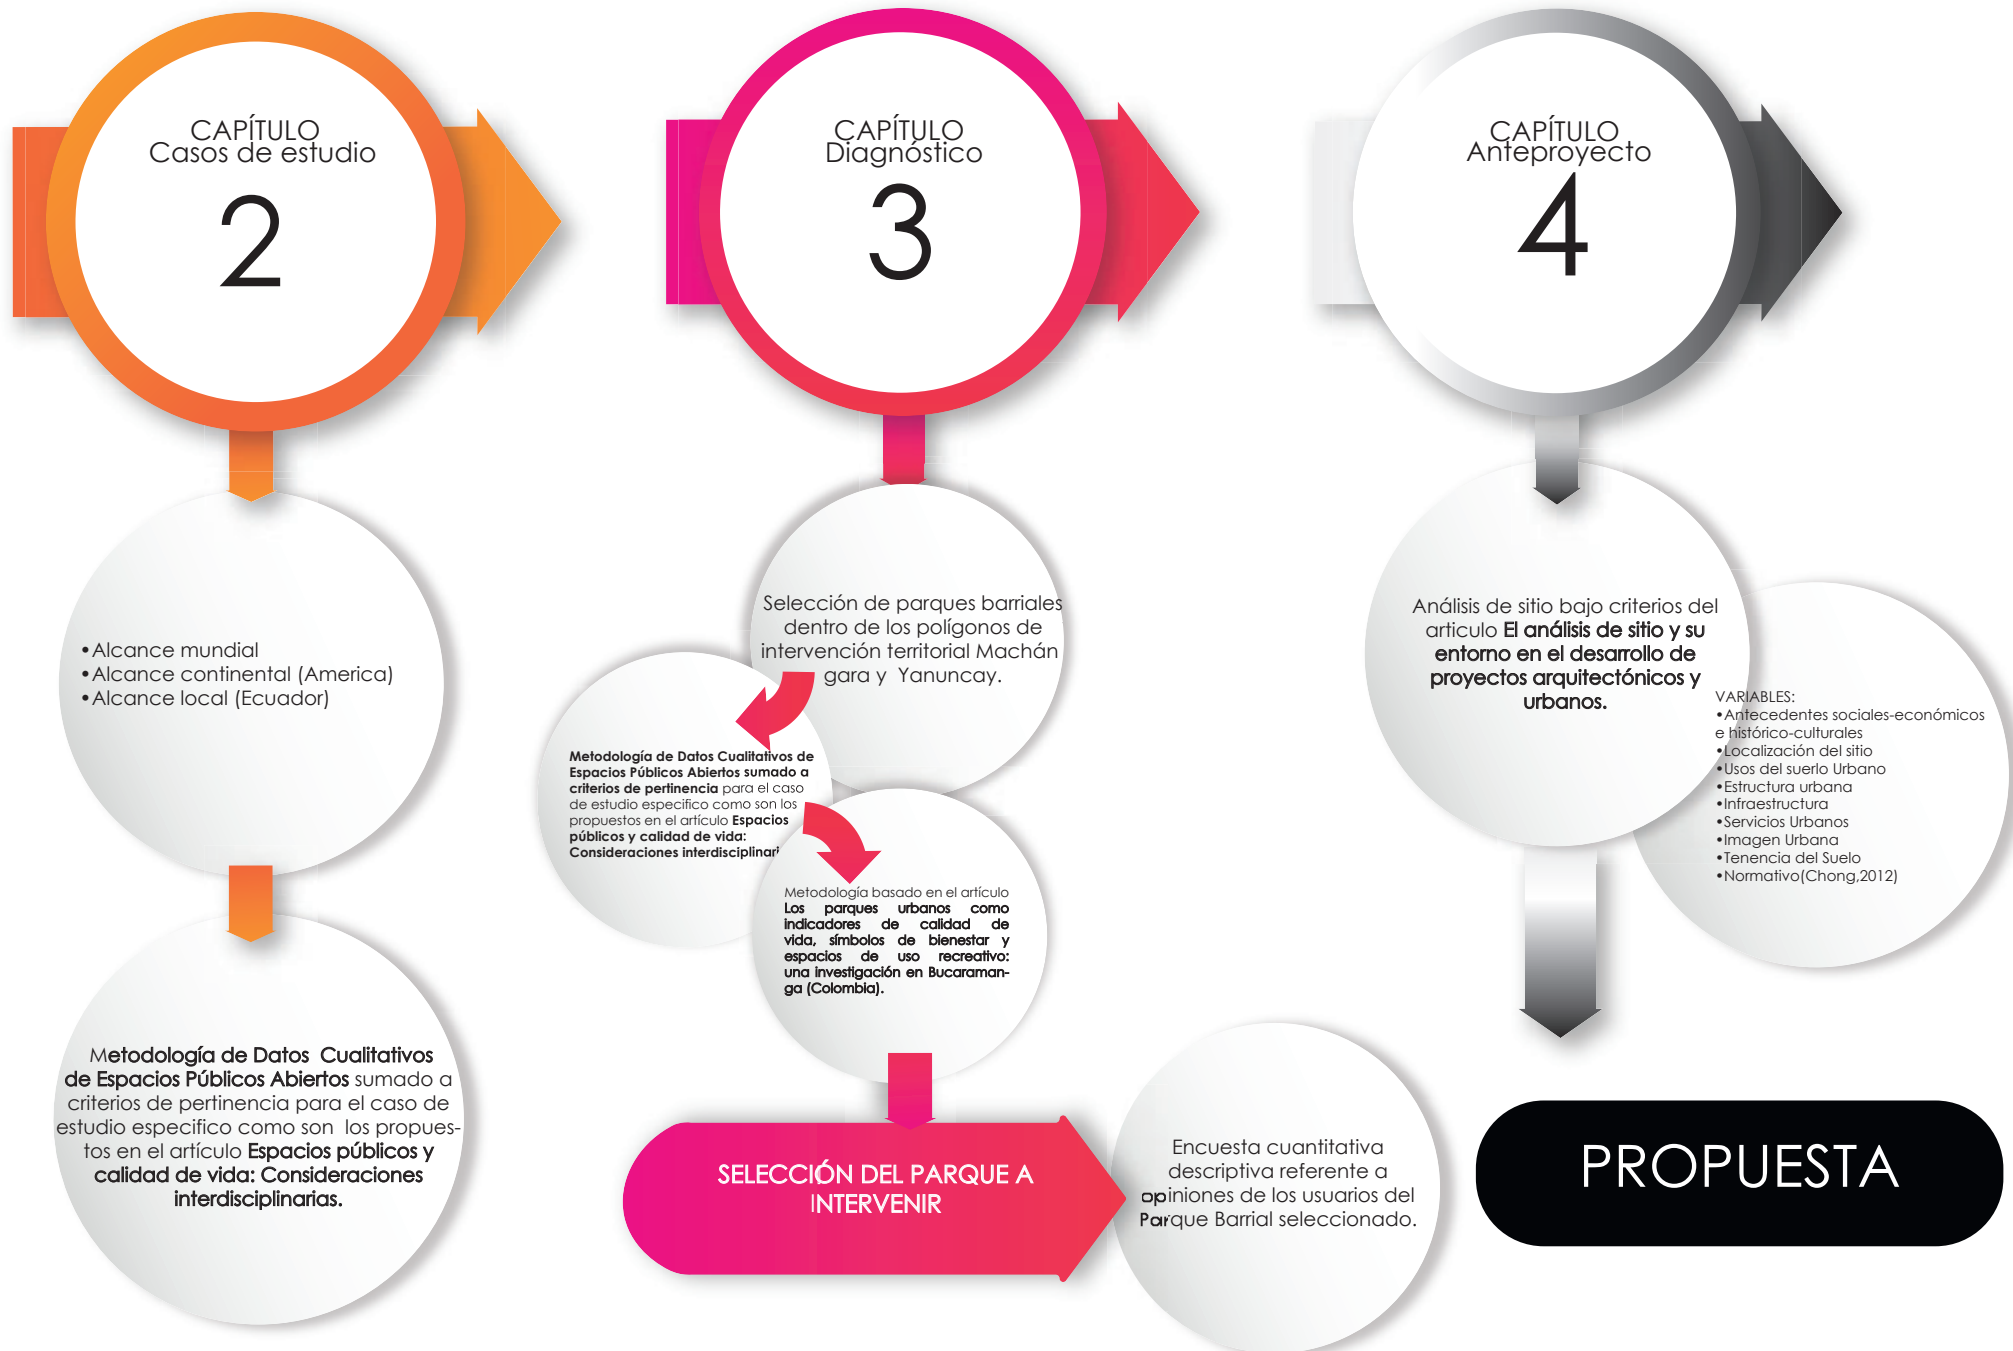 CAPÍTULO
Casos de estudio
2
•Alcance mundial
•Alcance continental (America)
•Alcance local (Ecuador)
Metodología de Datos Cualitativos
de Espacios Públicos Abiertos sumado a
criterios de pertinencia para el caso de
estudio especifico como son los propues-
tos en el artículo Espacios públicos y
calidad de vida: Consideraciones
interdisciplinarias.
CAPÍTULO
Diagnóstico
3
Selección de parques barriales
dentro de los polígonos de
intervención territorial Machán
gara y Yanuncay.
Metodología de Datos Cualitativos de
Espacios Públicos Abiertos sumado a
criterios de pertinencia para el caso
de estudio especifico como son los
propuestos en el artículo Espacios
públicos y calidad de vida:
Consideraciones interdisciplinari
Metodología basado en el artículo
Los parques urbanos como
indicadores de calidad de
vida, símbolos de bienestar y
espacios de uso recreativo:
una investigación en Bucaraman-
ga (Colombia).
SELECCIÓN DEL PARQUE A
INTERVENIR
Encuesta cuantitativa
descriptiva referente a
opiniones de los usuarios del
Parque Barrial seleccionado.
CAPÍTULO
Anteproyecto
4
Análisis de sitio bajo criterios del
articulo El análisis de sitio y su
entorno en el desarrollo de
proyectos arquitectónicos y
urbanos.
VARIABLES:
•Antecedentes sociales-económicos
e histórico-culturales
•Localización del sitio
•Usos del suerlo Urbano
•Estructura urbana
•Infraestructura
•Servicios Urbanos
•Imagen Urbana
•Tenencia del Suelo
•Normativo(Chong,2012)
PROPUESTA